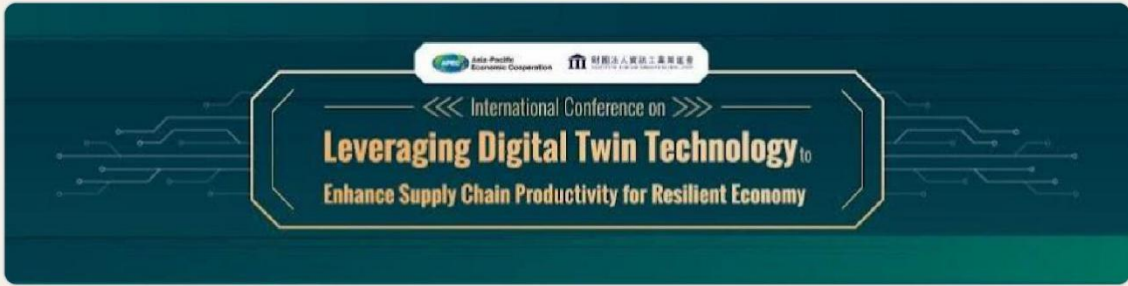 APEC
Asia-Pacific
Economic Cooperation
財團法人資訊工業策進會
<<< International Conference on >>>
Leveraging Digital Twin Technology to
Enhance Supply Chain Productivity for Resilient Economy